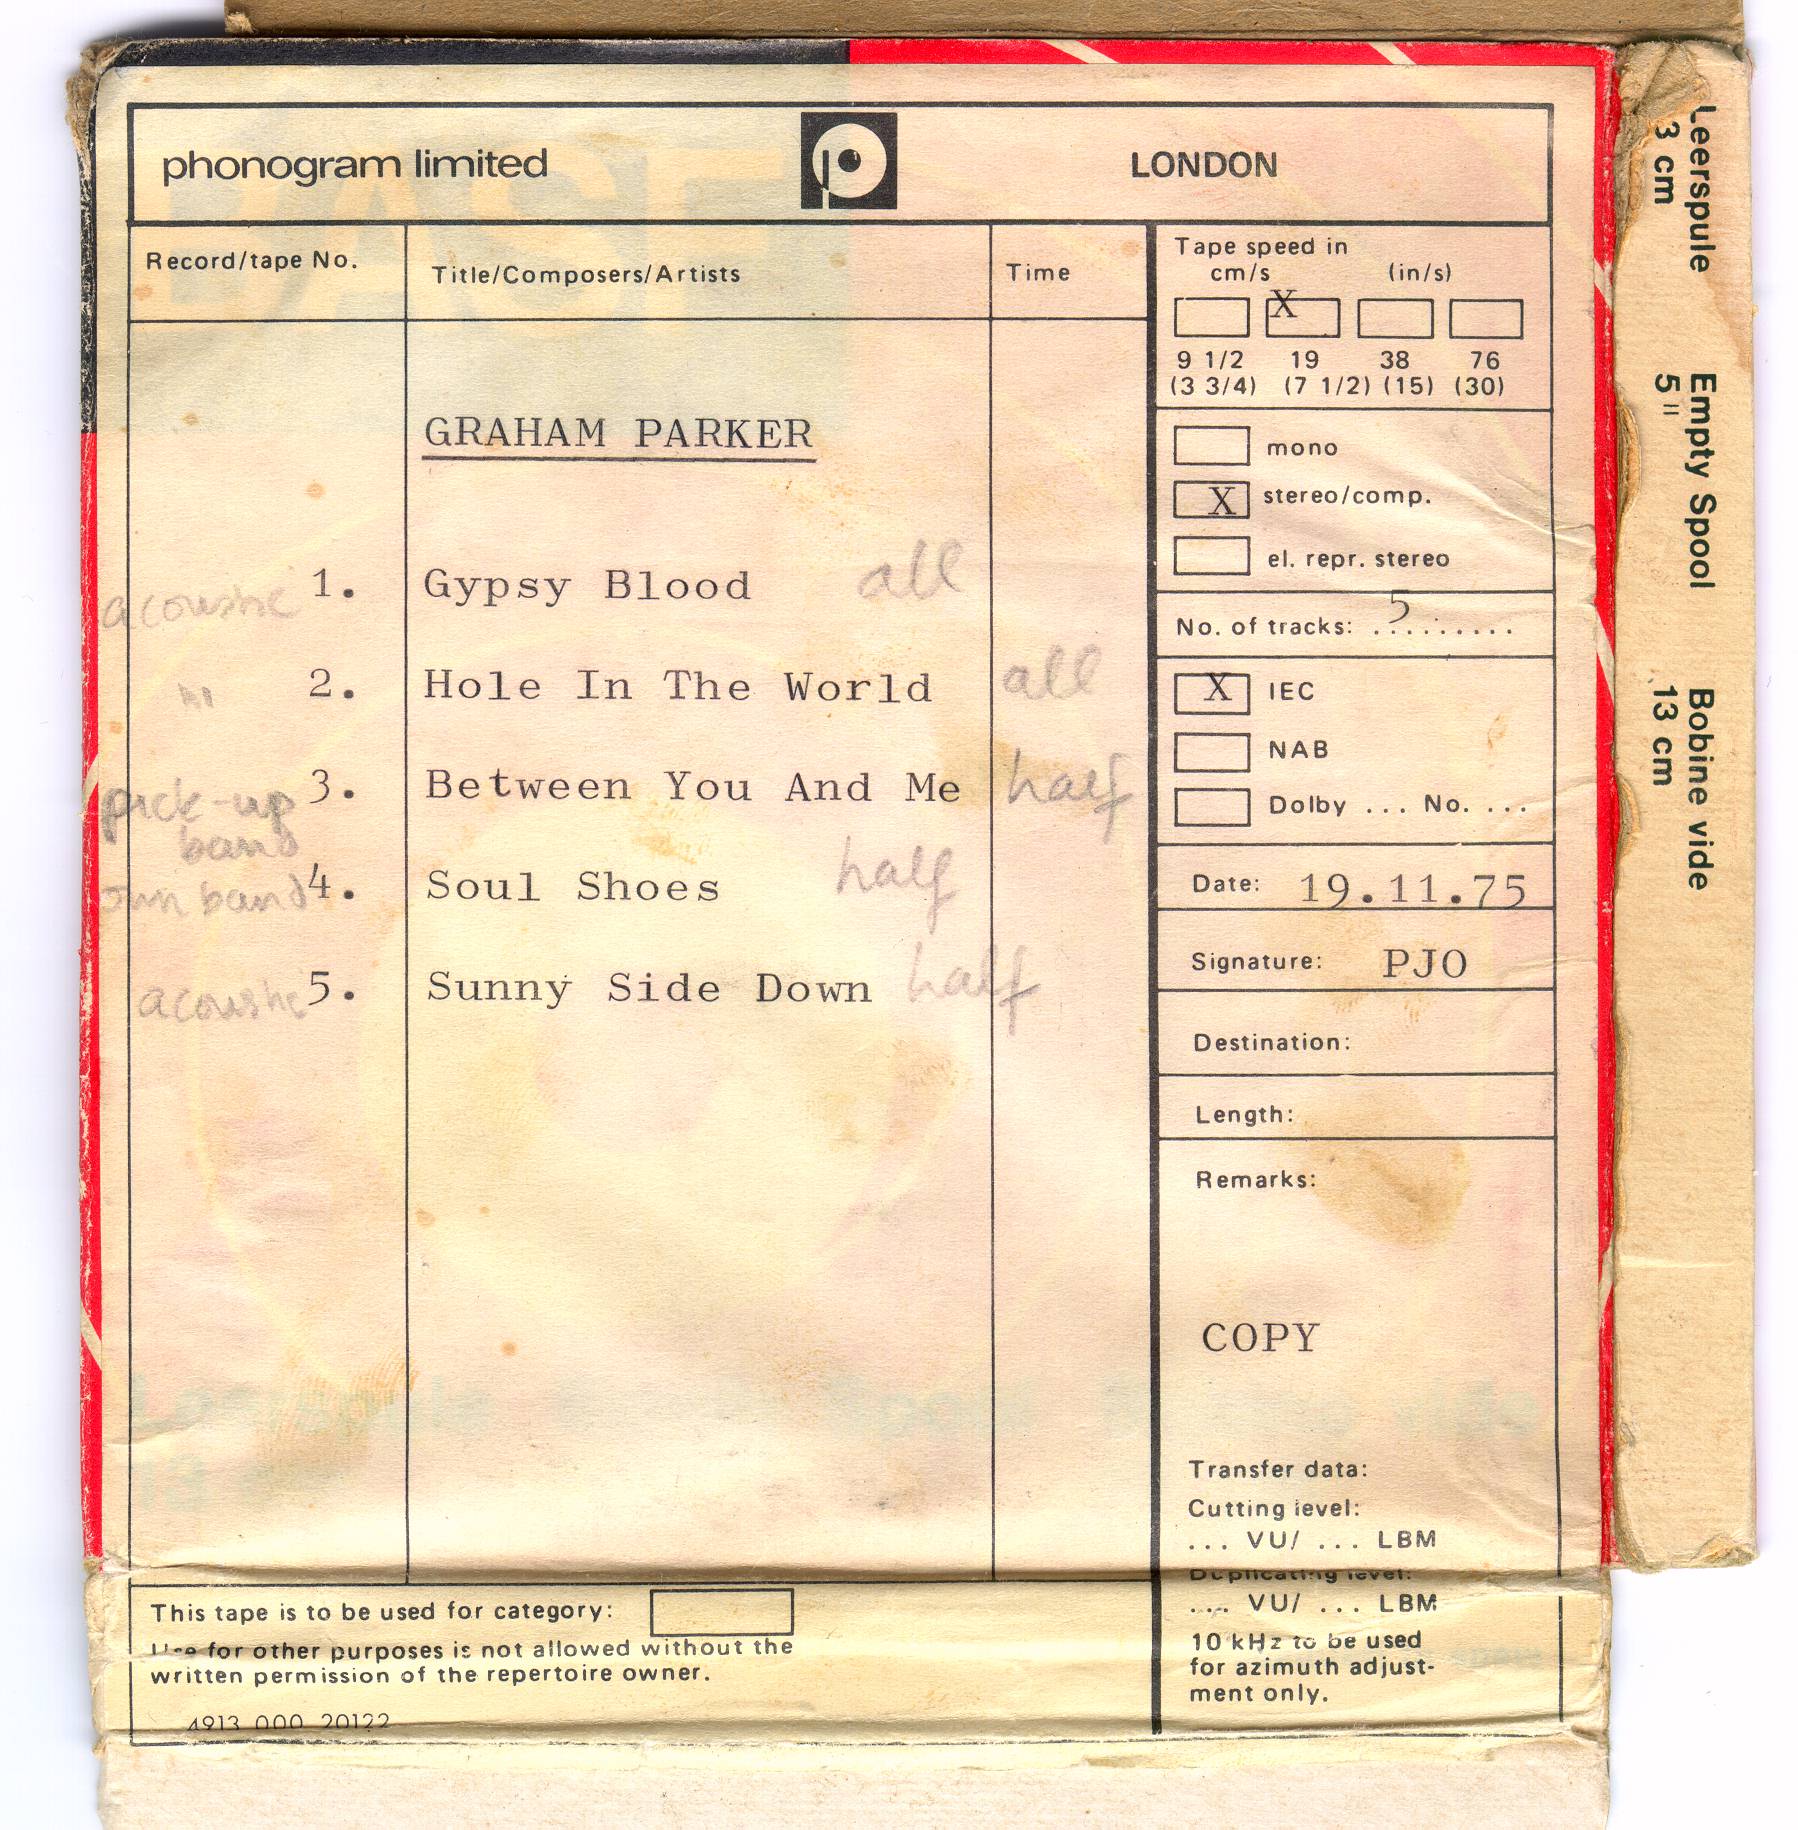 phonogram limited
LONDON
Record/tape No.
Title/Composers/Artists
Time
GRAHAM PARKER
acoustic 1. Gypsy Blood all
" 2. Hole In The World all
pick-up band 3. Between You And Me half
own band 4. Soul Shoes half
acoustic 5. Sunny Side Down half
Tape speed in
cm/s (in/s)
X
9 1/2 19 38 76
(3 3/4) (7 1/2) (15) (30)
mono
X stereo/comp.
el. repr. stereo
No. of tracks: 5.........
X IEC
NAB
Dolby ... No. ...
Date: 19.11.75
Signature: PJO
Destination:
Length:
Remarks:
COPY
Transfer data:
Cutting level:
... VU/ ... LBM
Duplicating level:
... VU/ ... LBM
10 kHz to be used
for azimuth adjust-
ment only.
This tape is to be used for category:
Use for other purposes is not allowed without the
written permission of the repertoire owner.
4913 000 20122
Leerspule
3 cm
Empty Spool
5"
Bobine vide
13 cm